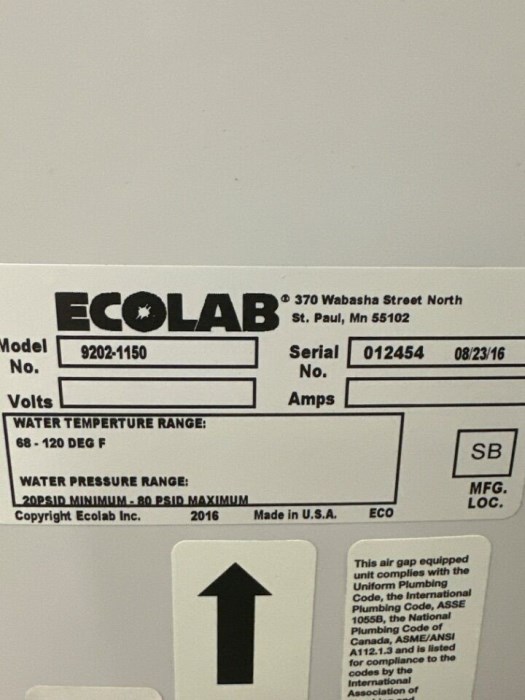 ECOLAB® 370 Wabasha Street North
St. Paul, Mn 55102
Model No. 9202-1150 Serial No. 012454 08/23/16
Volts Amps
WATER TEMPERTURE RANGE:
68 - 120 DEG F
WATER PRESSURE RANGE:
20PSID MINIMUM - 80 PSID MAXIMUM
SB
MFG.
LOC.
Copyright Ecolab Inc. 2016 Made in U.S.A. ECO
This air gap equipped
unit complies with the
Uniform Plumbing
Code, the International
Plumbing Code, ASSE
1055B, the National
Plumbing Code of
Canada, ASME/ANSI
A112.1.3 and is listed
for compliance to the
codes by the
International
Association of